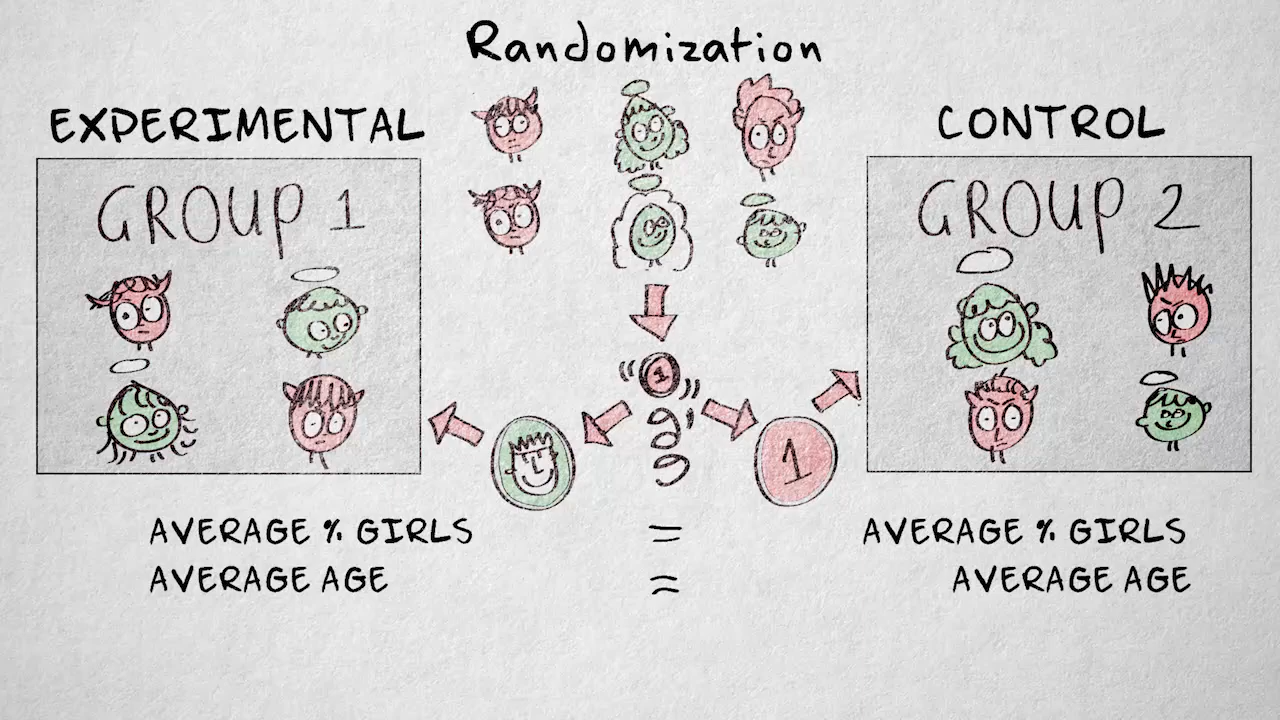 Randomization
EXPERIMENTAL
CONTROL
GROUP 1
GROUP 2
1
1
AVERAGE % GIRLS = AVERAGE % GIRLS
AVERAGE AGE = AVERAGE AGE